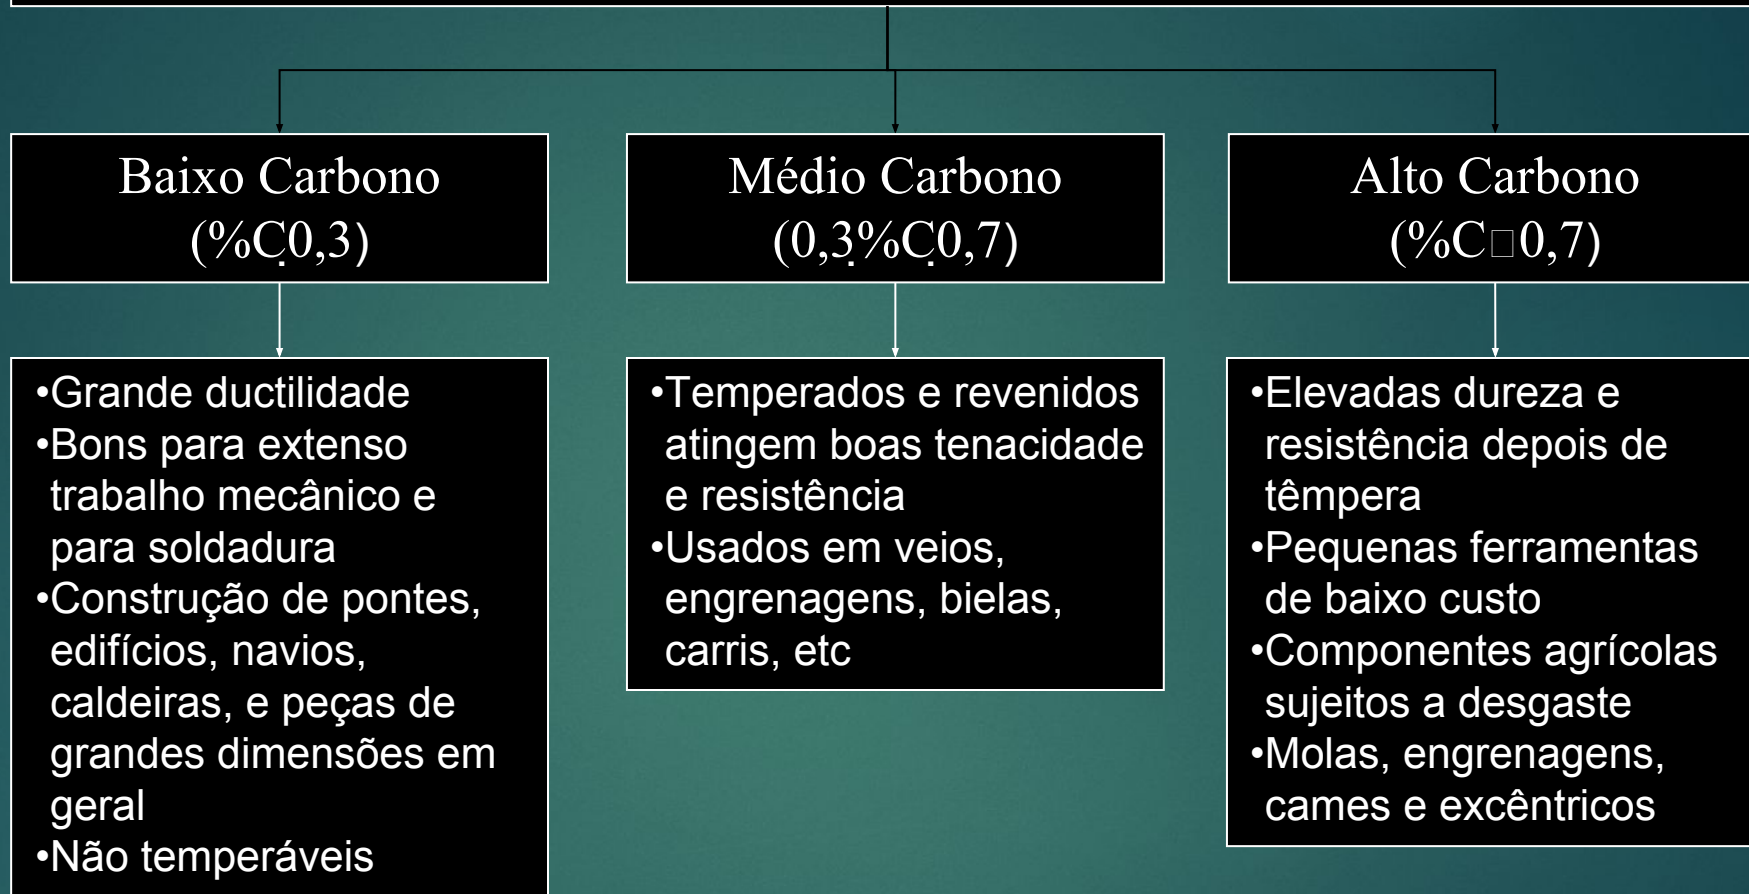 Baixo Carbono
(%C̣0,3)
•Grande ductilidade
•Bons para extenso
trabalho mecânico e
para soldadura
•Construção de pontes,
edifícios, navios,
caldeiras, e peças de
grandes dimensões em
geral
•Não temperáveis
Médio Carbono
(0,3̣%C̣0,7)
•Temperados e revenidos
atingem boas tenacidade
e resistência
•Usados em veios,
engrenagens, bielas,
carris, etc
Alto Carbono
(%C□0,7)
•Elevadas dureza e
resistência depois de
têmpera
•Pequenas ferramentas
de baixo custo
•Componentes agrícolas
sujeitos a desgaste
•Molas, engrenagens,
cames e excêntricos